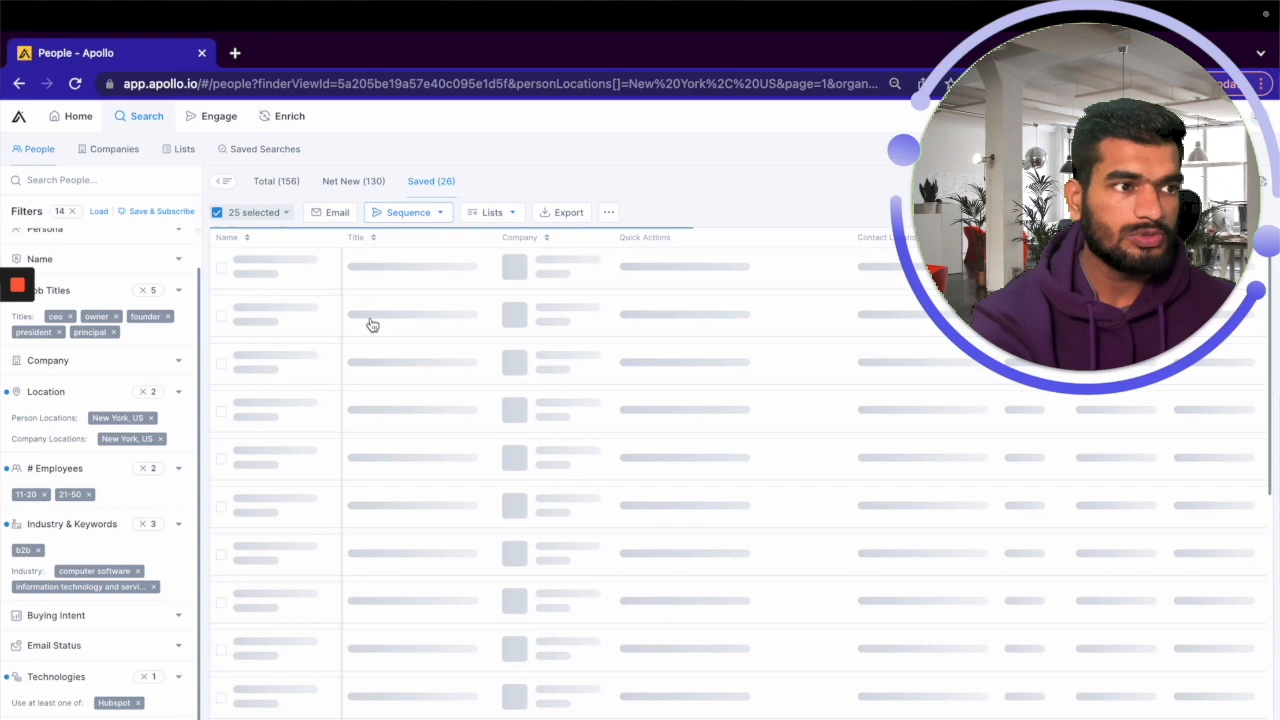 People - Apollo
app.apollo.io/#/people?finderViewId=5a205be19a57e40c095e1d5f&personLocations[]=New%20York%2C%20US&page=1&organ...
Home Search Engage Enrich
People Companies Lists Saved Searches
Search People...
Total (156) Net New (130) Saved (26)
Filters 14 Load Save & Subscribe
25 selected Email Sequence Lists Export
Persona
Name Title Company Quick Actions
Name
Job Titles 5
Titles: ceo owner founder
president principal
Company
Location 2
Person Locations: New York, US
Company Locations: New York, US
# Employees 2
11-20 21-50
Industry & Keywords 3
b2b
Industry: computer software
information technology and servi...
Buying Intent
Email Status
Technologies 1
Use at least one of: Hubspot